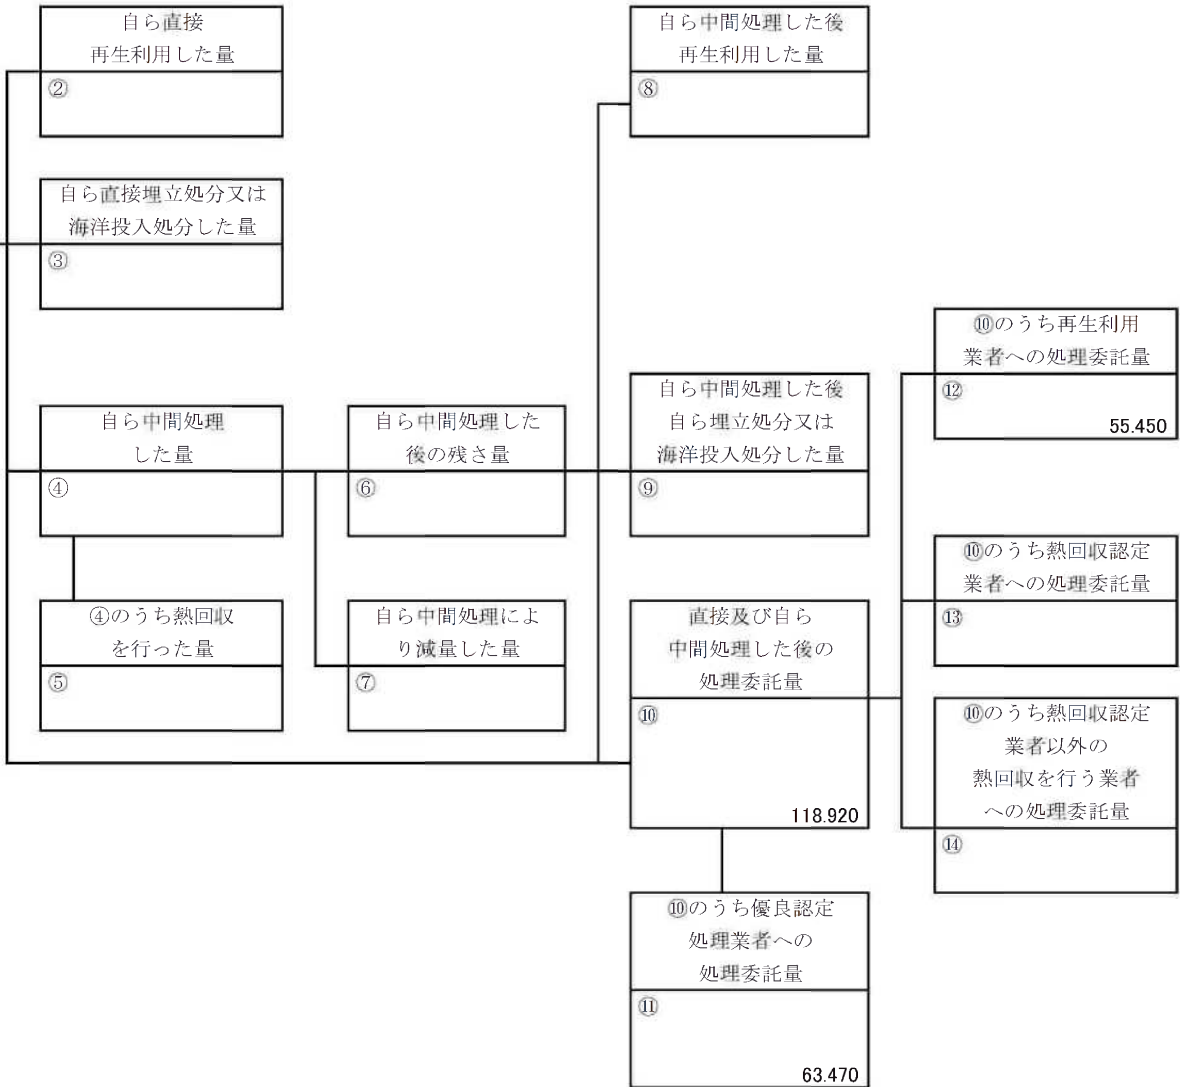 自ら直接
再生利用した量
②
自ら直接埋立処分又は
海洋投入処分した量
③
自ら中間処理
した量
④
④のうち熱回収
を行った量
⑤
自ら中間処理した
後の残さ量
⑥
自ら中間処理によ
り減量した量
⑦
自ら中間処理した後
再生利用した量
⑧
自ら中間処理した後
自ら埋立処分又は
海洋投入処分した量
⑨
直接及び自ら
中間処理した後の
処理委託量
⑩
118.920
⑩のうち優良認定
処理業者への
処理委託量
⑪
63.470
⑩のうち再生利用
業者への処理委託量
⑫
55.450
⑩のうち熱回収認定
業者への処理委託量
⑬
⑩のうち熱回収認定
業者以外の
熱回収を行う業者
への処理委託量
⑭